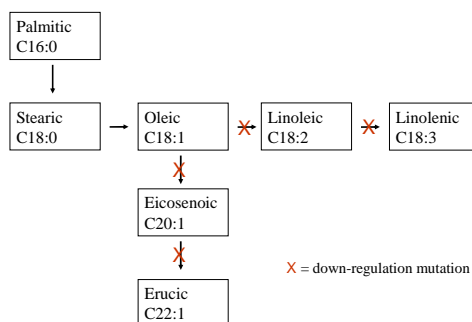 Palmitic
C16:0
Stearic
C18:0
Oleic
C18:1
Linoleic
C18:2
Linolenic
C18:3
Eicosenoic
C20:1
X = down-regulation mutation
Erucic
C22:1